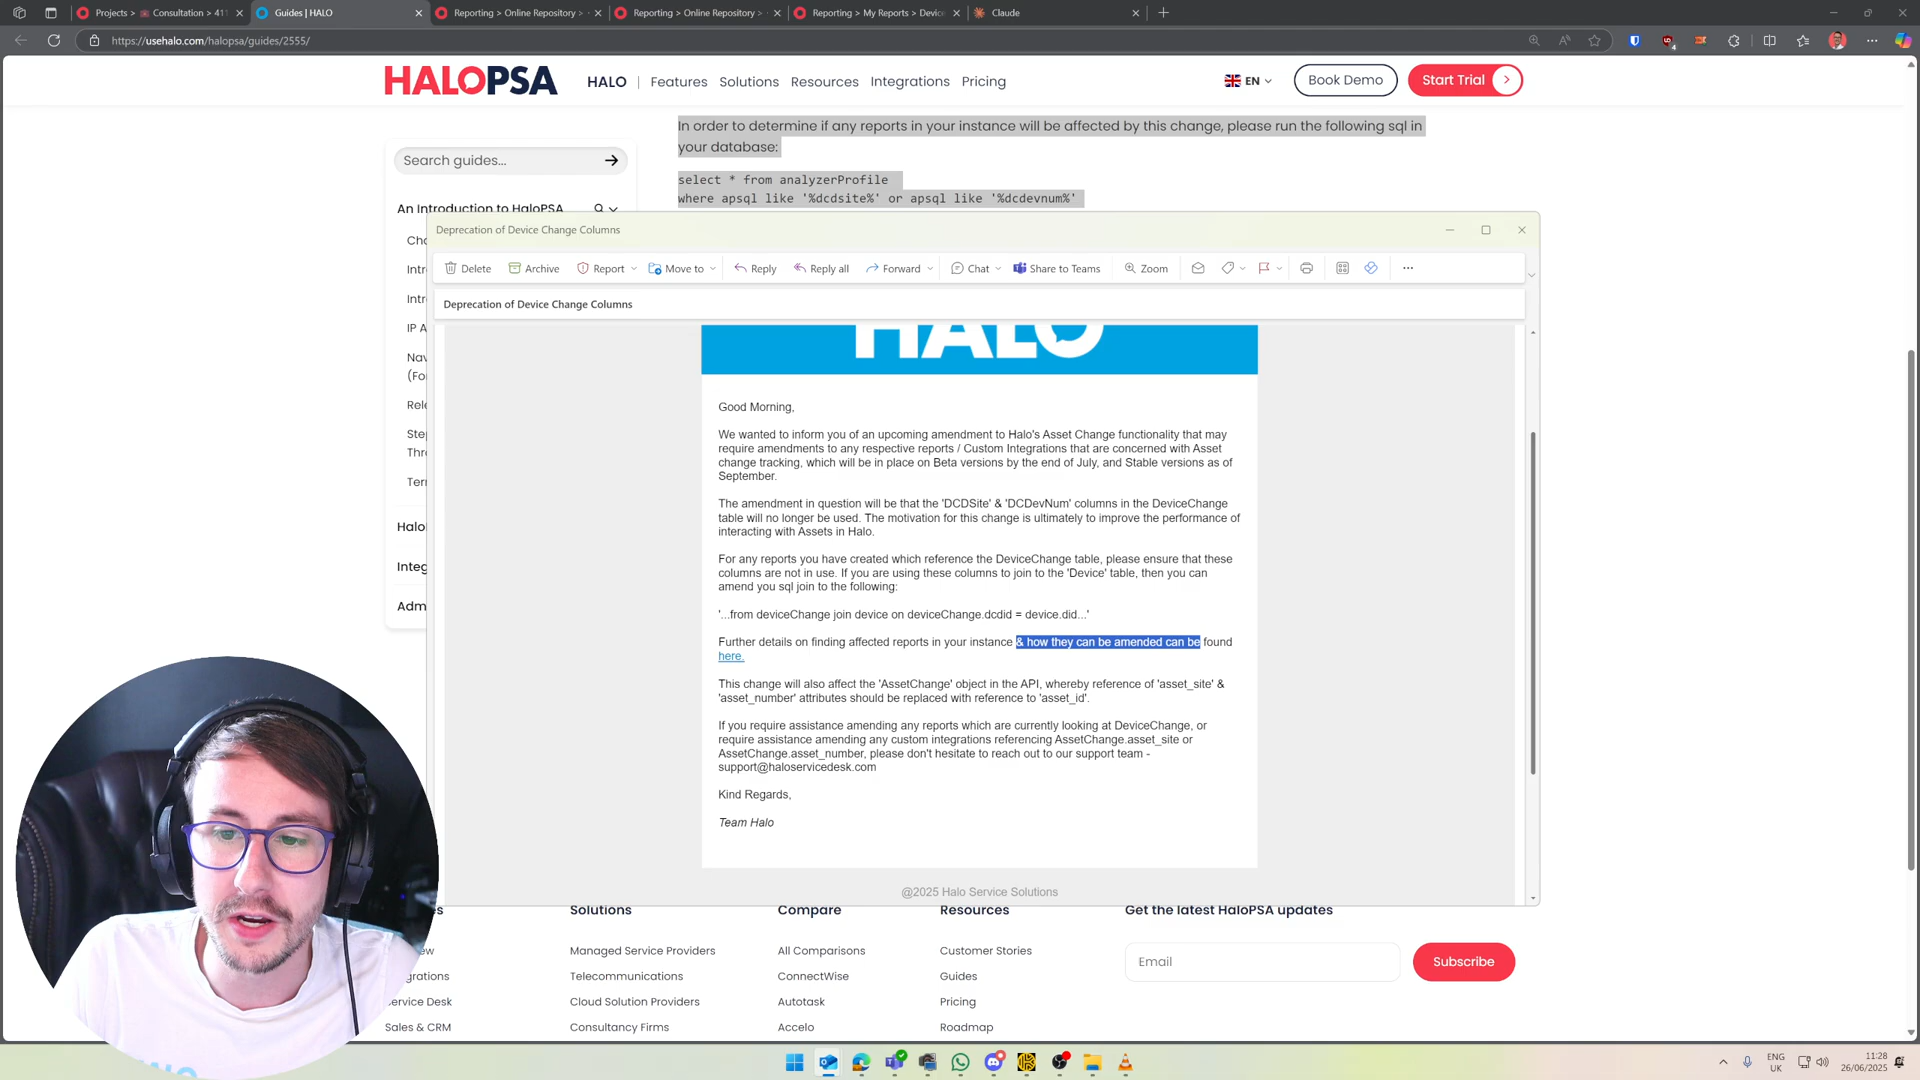 Projects > Consultation > 411
Guides | HALO
Reporting > Online Repository >
Reporting > Online Repository >
Reporting > My Reports > Device
Claude
https://usehalo.com/halopsa/guides/2555/
HALOPSA
HALO
Features
Solutions
Resources
Integrations
Pricing
EN
Book Demo
Start Trial
In order to determine if any reports in your instance will be affected by this change, please run the following sql in
your database:
Search guides...
select * from analyzerProfile
where apsql like '%dcdsite%' or apsql like '%dcdevnum%'
An Introduction to HaloPSA
Intr
Intr
IP A
Nav
(For
Rele
Step
Thro
Term
Halo
Integ
Adm
Deprecation of Device Change Columns
Delete
Archive
Report
Move to
Reply
Reply all
Forward
Chat
Share to Teams
Zoom
Deprecation of Device Change Columns
HALO
Good Morning,
We wanted to inform you of an upcoming amendment to Halo's Asset Change functionality that may
require amendments to any respective reports / Custom Integrations that are concerned with Asset
change tracking, which will be in place on Beta versions by the end of July, and Stable versions as of
September.
The amendment in question will be that the 'DCDSite' & 'DCDevNum' columns in the DeviceChange
table will no longer be used. The motivation for this change is ultimately to improve the performance of
interacting with Assets in Halo.
For any reports you have created which reference the DeviceChange table, please ensure that these
columns are not in use. If you are using these columns to join to the 'Device' table, then you can
amend you sql join to the following:
'...from deviceChange join device on deviceChange.dcdid = device.did...'
Further details on finding affected reports in your instance & how they can be amended can be found
here.
This change will also affect the 'AssetChange' object in the API, whereby reference of 'asset_site' &
'asset_number' attributes should be replaced with reference to 'asset_id'.
If you require assistance amending any reports which are currently looking at DeviceChange, or
require assistance amending any custom integrations referencing AssetChange.asset_site or
AssetChange.asset_number, please don't hesitate to reach out to our support team -
support@haloservicedesk.com
Kind Regards,
Team Halo
@2025 Halo Service Solutions
Solutions
Compare
Resources
Get the latest HaloPSA updates
Managed Service Providers
All Comparisons
Customer Stories
Telecommunications
ConnectWise
Guides
Email
Subscribe
ervice Desk
Cloud Solution Providers
Autotask
Pricing
Sales & CRM
Consultancy Firms
Accelo
Roadmap
ENG
UK
11:28
26/06/2025